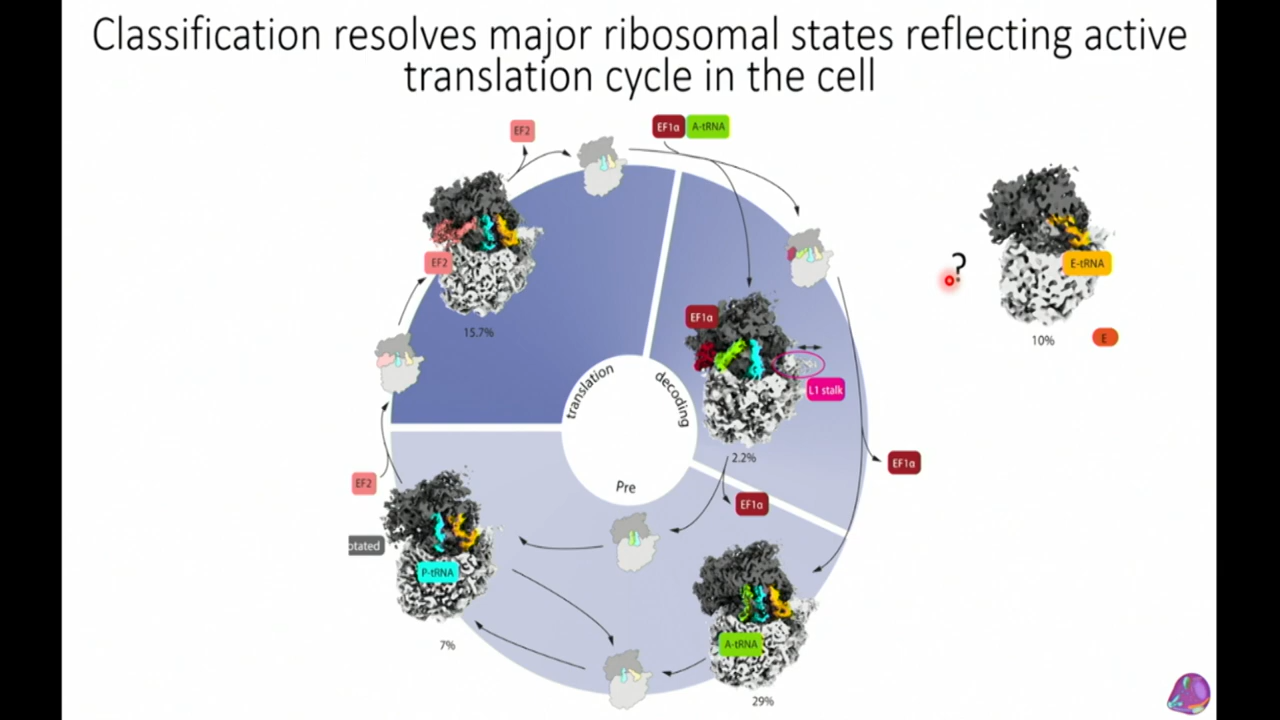 Classification resolves major ribosomal states reflecting active
translation cycle in the cell
EF2
EF1α A-tRNA
EF2
15.7%
EF1α
L1 stalk
2.2%
translation
decoding
Pre
?
E-tRNA
10%
E
EF1α
EF1α
EF2
otated
P-tRNA
7%
A-tRNA
29%